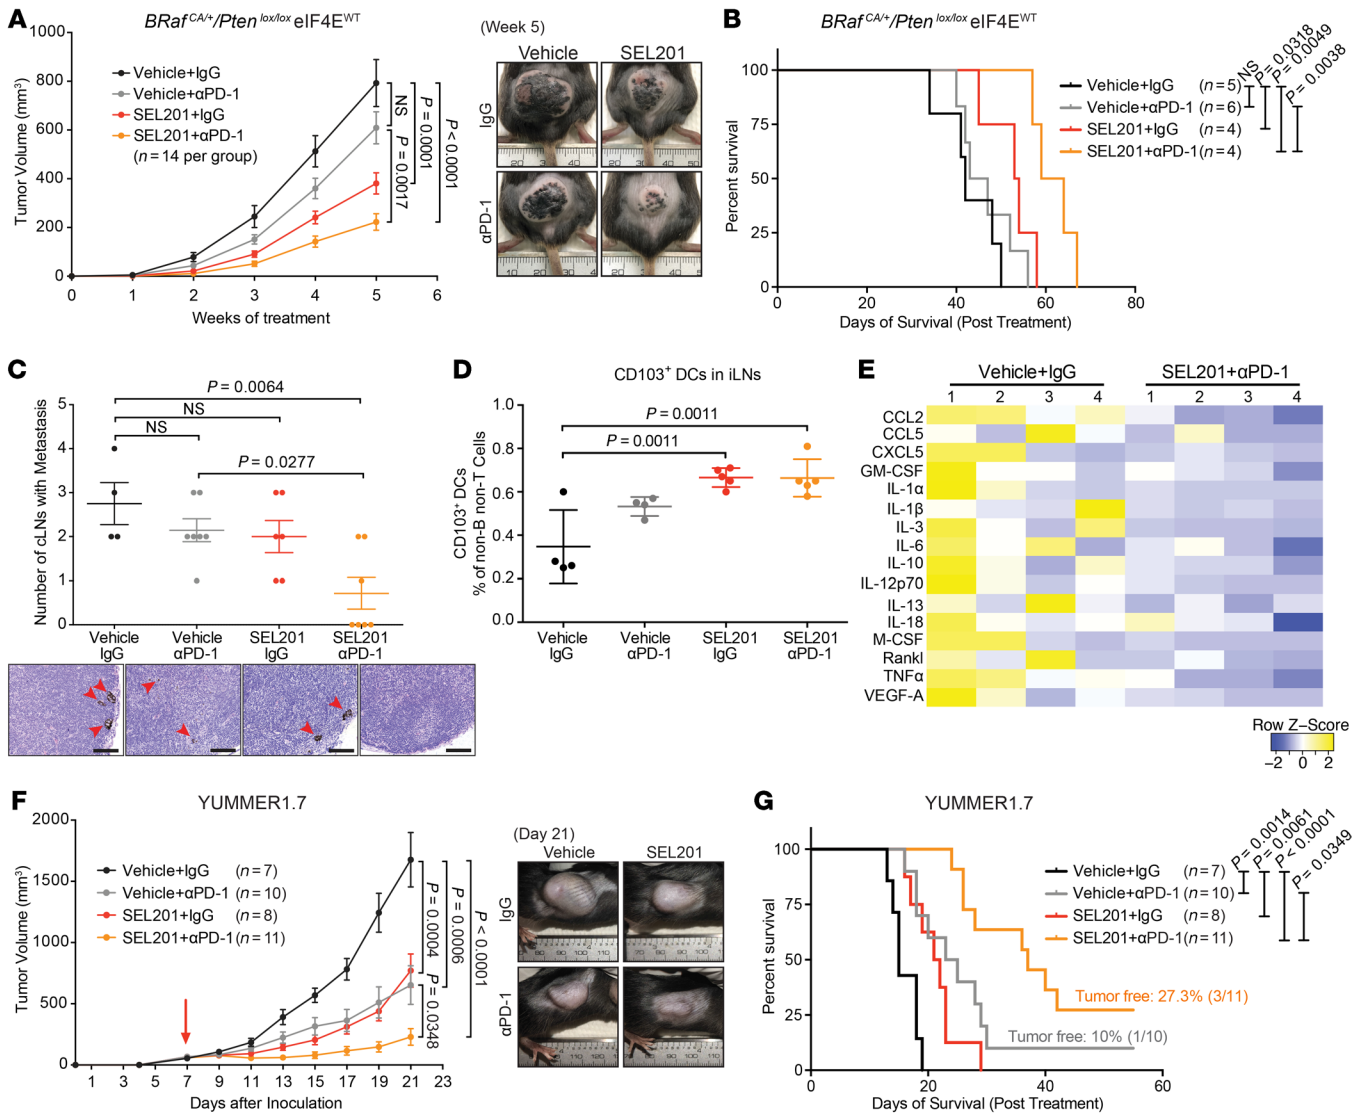 A
BRaf CA/+/Pten lox/lox eIF4E WT
Tumor Volume (mm3)
1000
800
600
400
200
0
0 1 2 3 4 5 6
Weeks of treatment
Vehicle+IgG
Vehicle+αPD-1
SEL201+IgG
SEL201+αPD-1
(n = 14 per group)
NS
P = 0.0017
P = 0.0001
P < 0.0001
(Week 5)
Vehicle SEL201
IgG
αPD-1
B
BRaf CA/+/Pten lox/lox eIF4E WT
Percent survival
100
75
50
25
0
0 20 40 60 80
Days of Survival (Post Treatment)
Vehicle+IgG (n = 5)
Vehicle+αPD-1 (n = 6)
SEL201+IgG (n = 4)
SEL201+αPD-1 (n = 4)
NS
P = 0.0318
P = 0.0049
P = 0.0038
C
Number of cLNs with Metastasis
5
4
3
2
1
0
P = 0.0064
NS
NS
P = 0.0277
Vehicle Vehicle SEL201 SEL201
IgG αPD-1 IgG αPD-1
D
CD103+ DCs in iLNs
CD103+ DCs
% of non-B non-T Cells
1.0
0.8
0.6
0.4
0.2
0.0
P = 0.0011
P = 0.0011
Vehicle Vehicle SEL201 SEL201
IgG αPD-1 IgG αPD-1
E
Vehicle+IgG SEL201+αPD-1
1 2 3 4 1 2 3 4
CCL2
CCL5
CXCL5
GM-CSF
IL-1α
IL-1β
IL-3
IL-6
IL-10
IL-12p70
IL-13
IL-18
M-CSF
Rankl
TNFα
VEGF-A
Row Z−Score
−2 0 2
F
YUMMER1.7
Tumor Volume (mm3)
2000
1500
1000
500
0
1 3 5 7 9 11 13 15 17 19 21 23
Days after Inoculation
Vehicle+IgG (n = 7)
Vehicle+αPD-1 (n = 10)
SEL201+IgG (n = 8)
SEL201+αPD-1 (n = 11)
P = 0.0004
P = 0.0348
P = 0.0006
P < 0.0001
(Day 21)
Vehicle SEL201
IgG
αPD-1
G
YUMMER1.7
Percent survival
100
75
50
25
0
0 20 40 60
Days of Survival (Post Treatment)
Vehicle+IgG (n = 7)
Vehicle+αPD-1 (n = 10)
SEL201+IgG (n = 8)
SEL201+αPD-1 (n = 11)
P = 0.0014
P = 0.0061
P < 0.0001
P = 0.0349
Tumor free: 27.3% (3/11)
Tumor free: 10% (1/10)